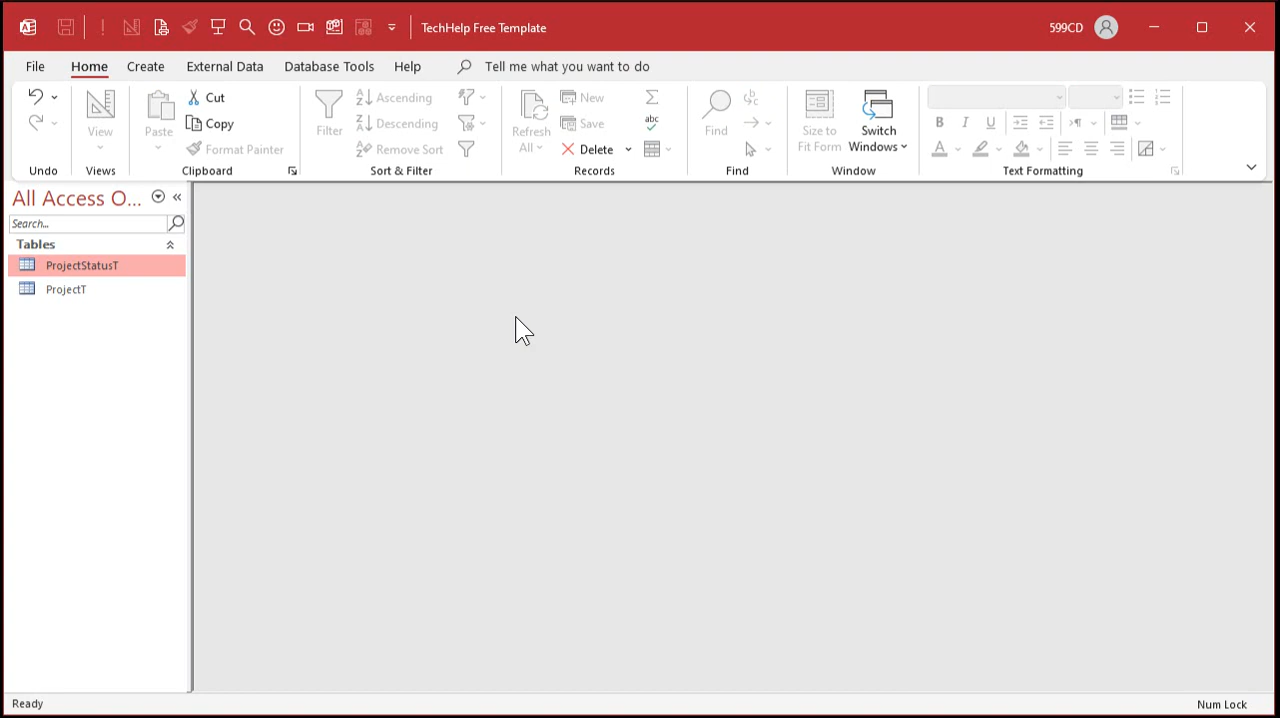 TechHelp Free Template
599CD
File Home Create External Data Database Tools Help Tell me what you want to do
Undo
View
Views
Paste
Cut
Copy
Format Painter
Clipboard
Filter
Ascending
Descending
Remove Sort
Sort & Filter
Refresh
All
New
Save
Delete
abc
Records
Find
Find
Size to
Fit Form
Switch
Windows
Window
B I U
A
Text Formatting
All Access O...
Search...
Tables
ProjectStatusT
ProjectT
Ready
Num Lock